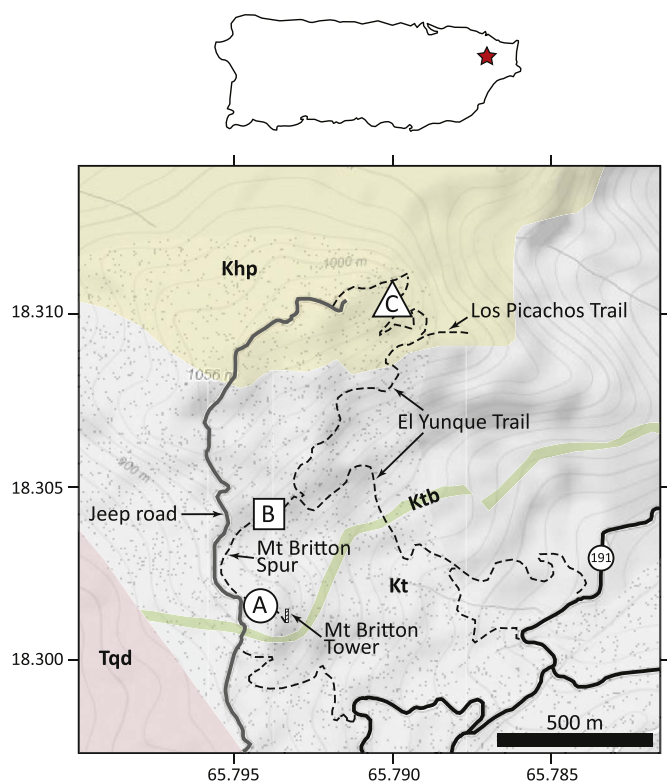 Khp
1000 m
C
18.310
Los Picachos Trail
1056 m
El Yunque Trail
900 m
18.305
Ktb
Jeep road
B
Mt Britton
Spur
191
Kt
A
Mt Britton
Tower
18.300
Tqd
500 m
65.795
65.790
65.785